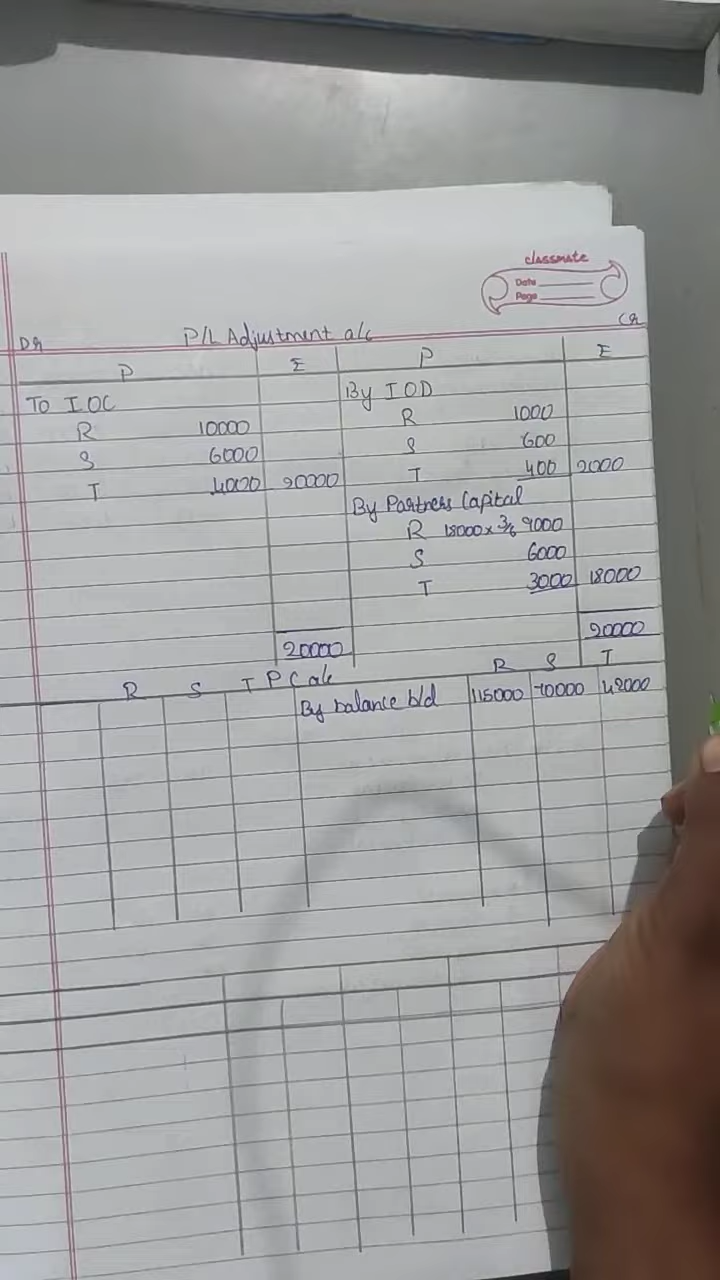 classmate
Date
Page
Dr P/L Adjustment a/c Cr
P ₹ P ₹
To IOC By IOD
R 10000 R 1000
S 6000 S 600
T 4000 20000 T 400 2000
By Partners Capital
R 18000 x 3/6 9000
S 6000
T 3000 18000
20000 20000
R S T P C a/c R S T
By balance b/d 115000 70000 42000